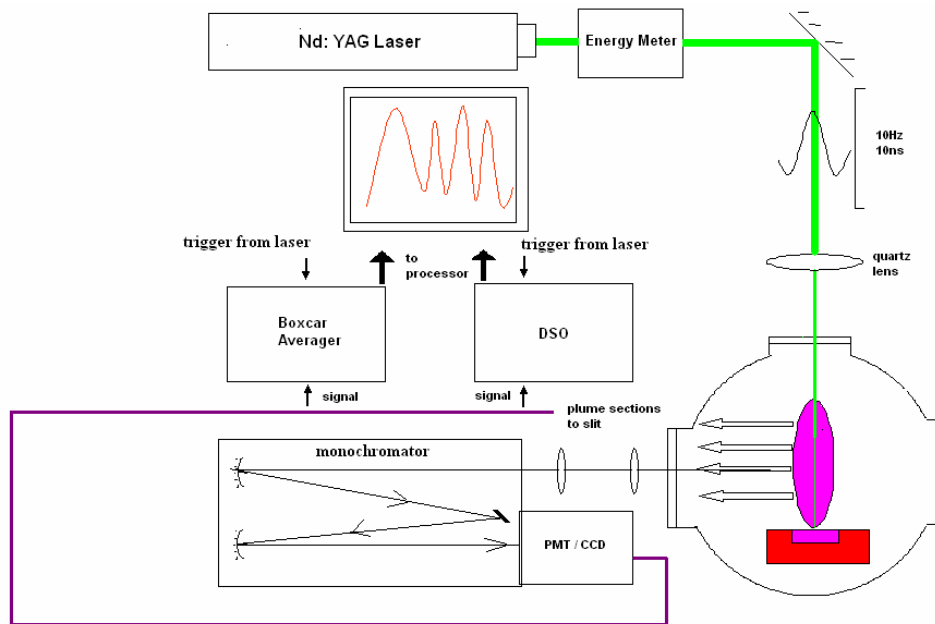 Nd: YAG Laser
Energy Meter
10Hz
10ns
trigger from laser
to
processor
trigger from laser
quartz
lens
Boxcar
Averager
DSO
signal
signal
plume sections
to slit
monochromator
PMT / CCD